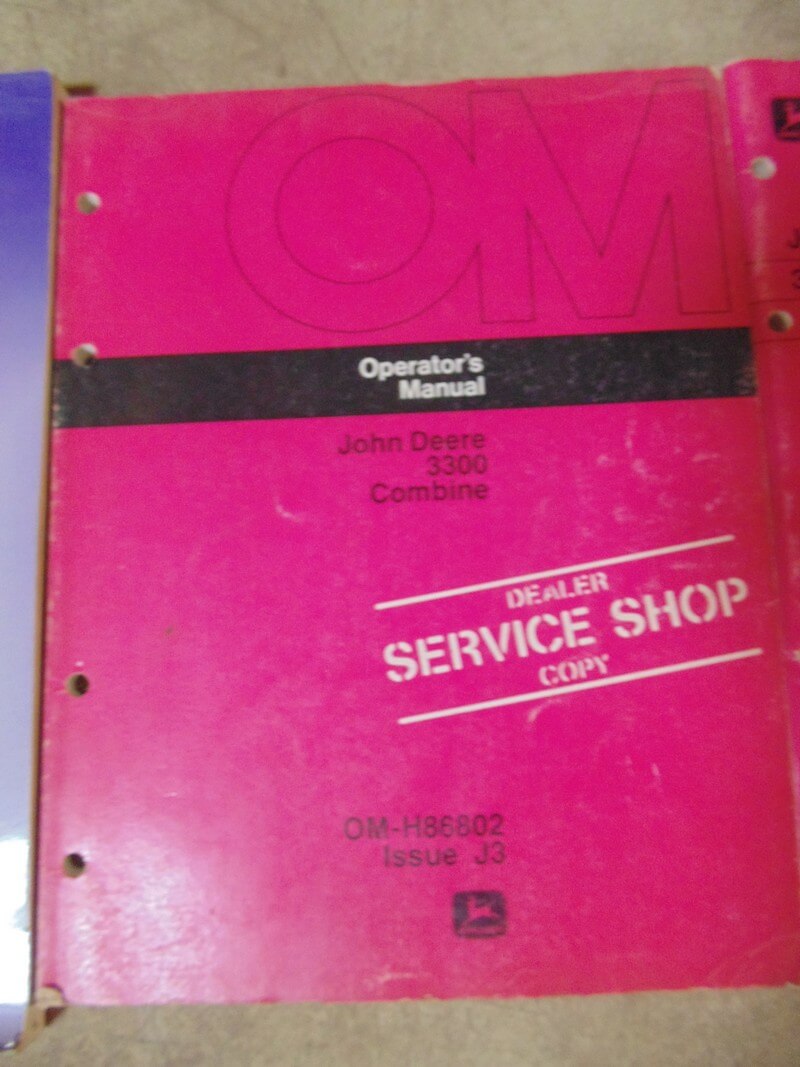 OM
Operator's
Manual
John Deere
3300
Combine
DEALER
SERVICE SHOP
COPY
OM-H86802
Issue J3